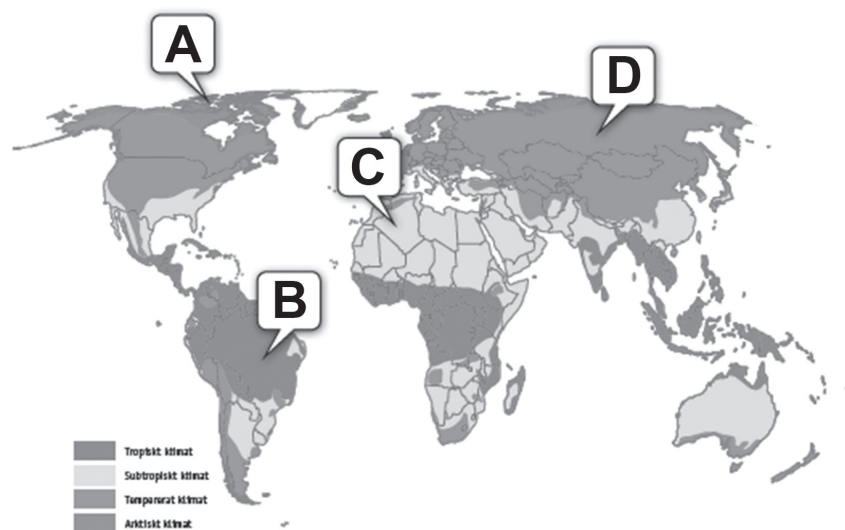 A
D
C
B
Tropiskt klimat
Subtropiskt klimat
Tempererat klimat
Arktiskt klimat